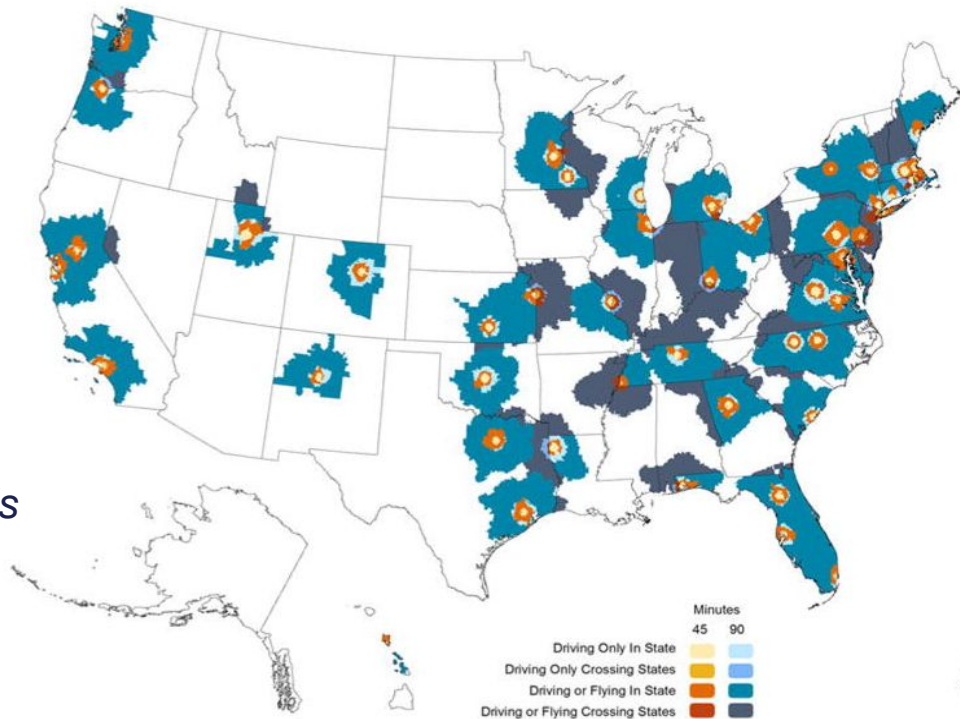 s
Minutes
45 90
Driving Only In State
Driving Only Crossing States
Driving or Flying In State
Driving or Flying Crossing States